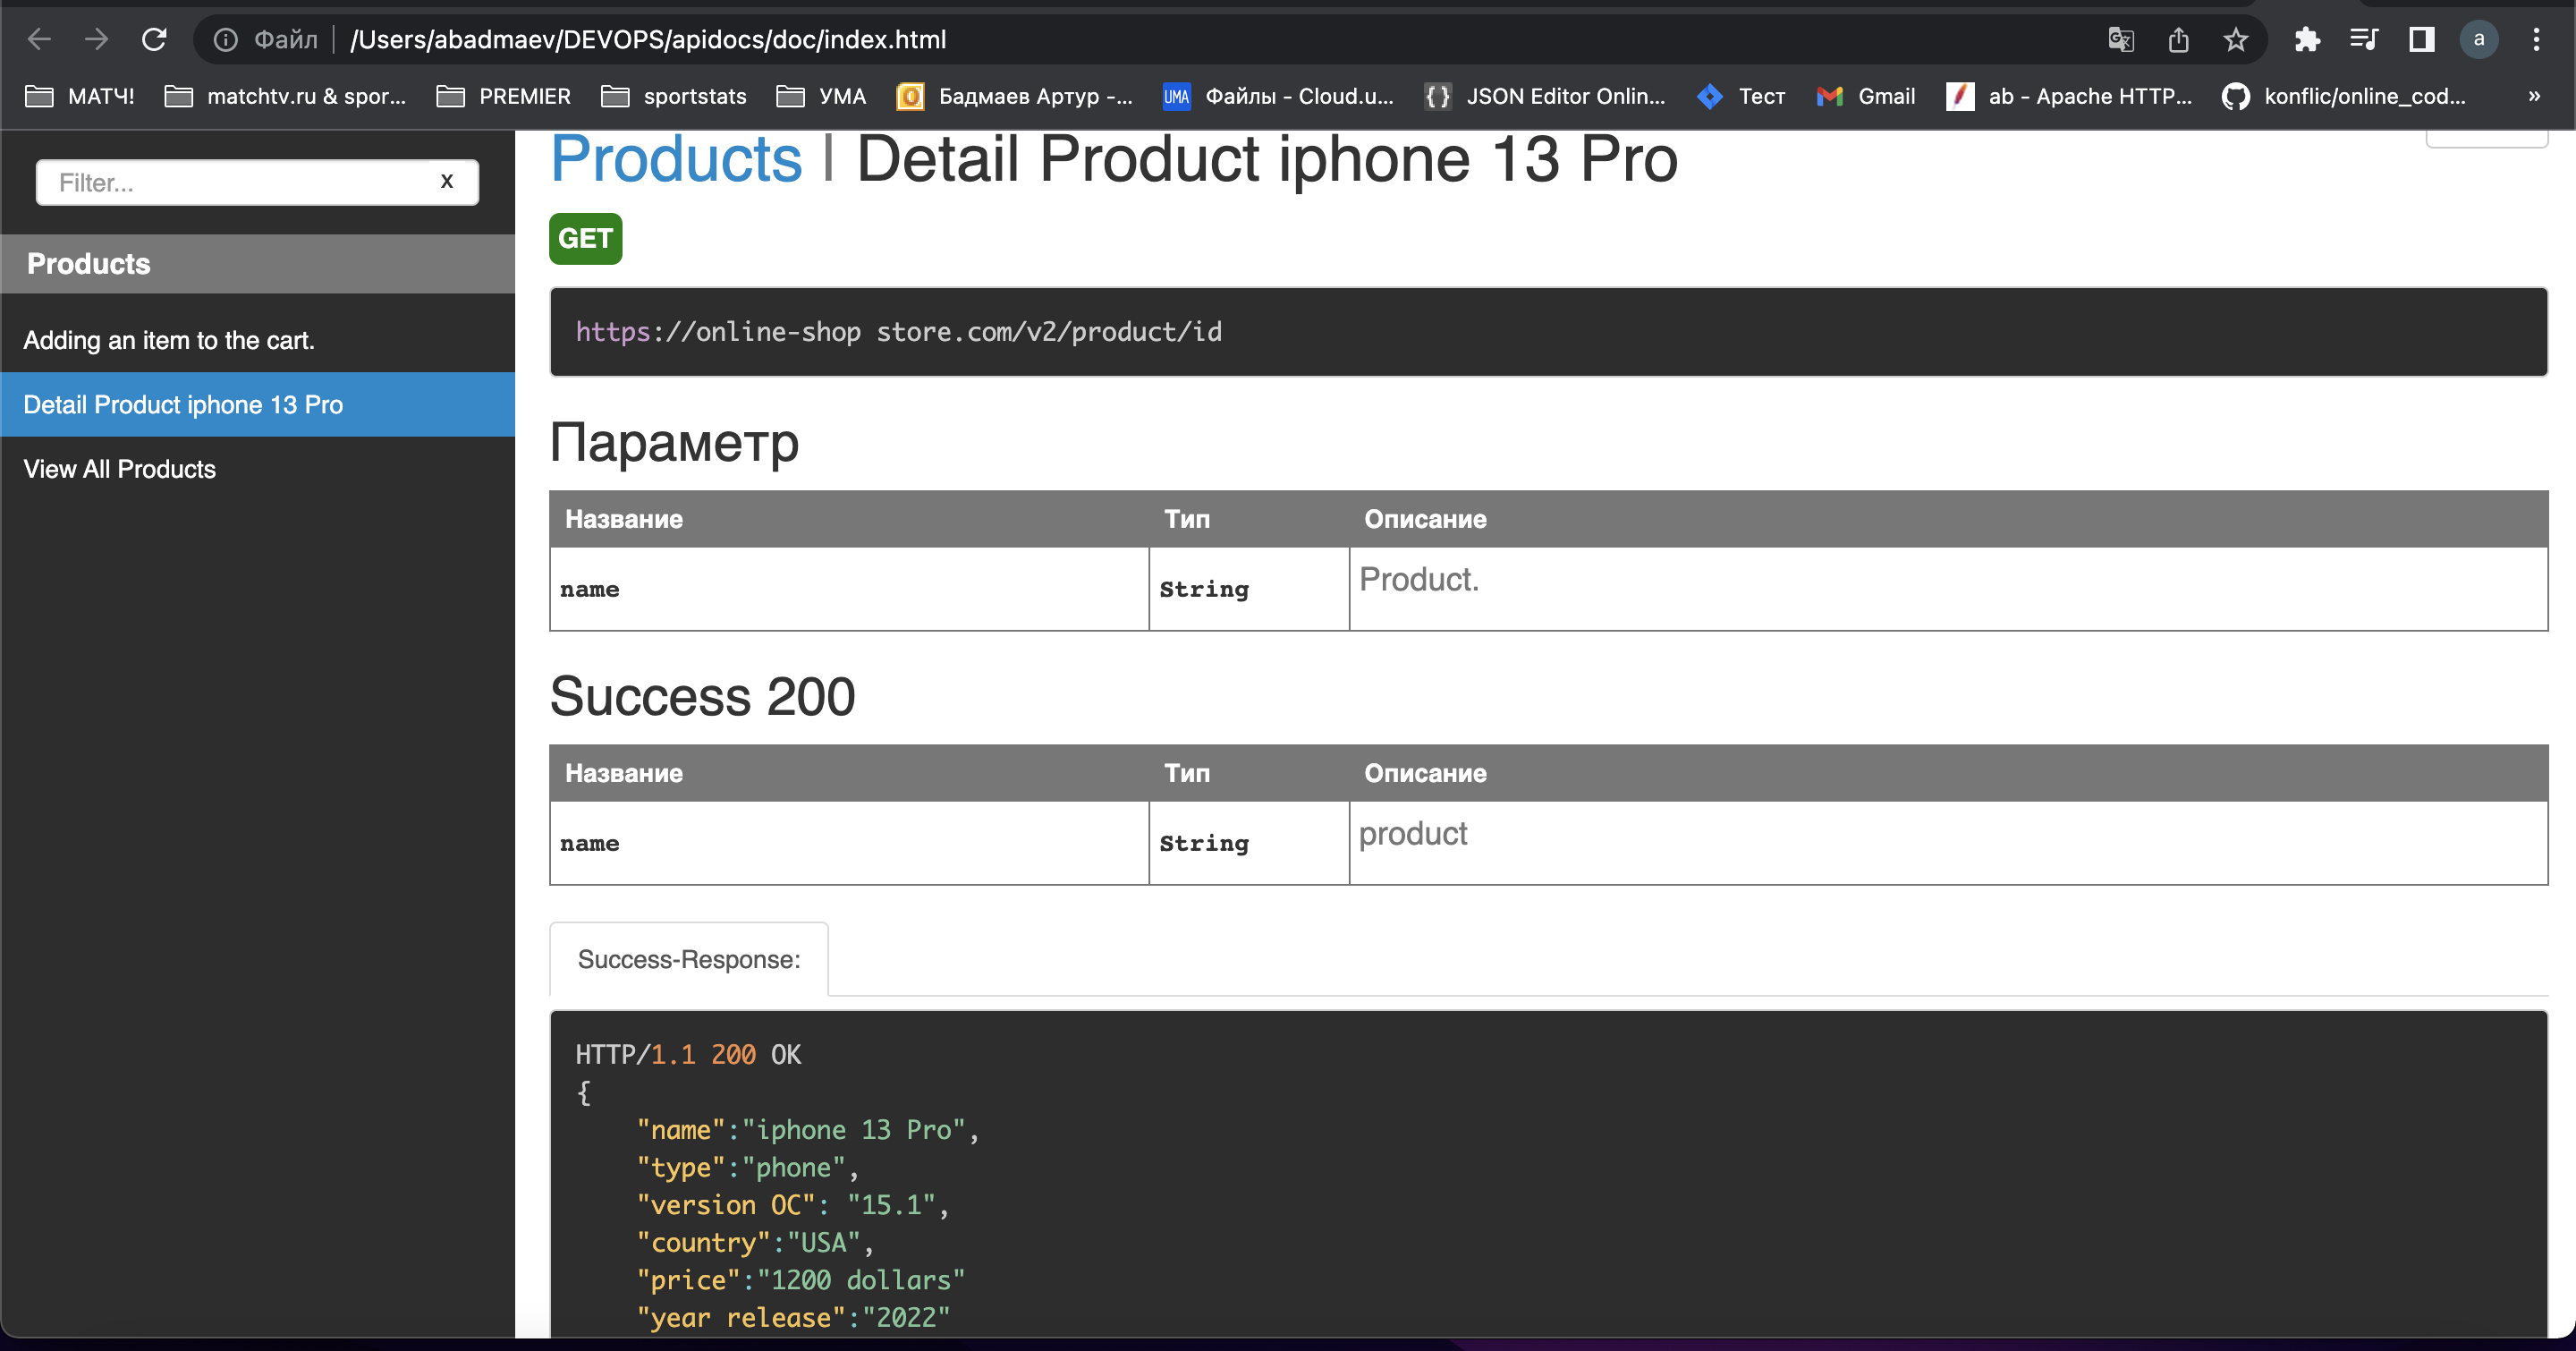 Файл /Users/abadmaev/DEVOPS/apidocs/doc/index.html a
МАТЧ! matchtv.ru & spor... PREMIER sportstats УМА Бадмаев Артур -... UMA Файлы - Cloud.u... {} JSON Editor Onlin... Тест Gmail ab - Apache HTTP... konflic/online_cod... »
Filter... x
Products
Adding an item to the cart.
Detail Product iphone 13 Pro
View All Products
Products | Detail Product iphone 13 Pro
GET
https://online-shop store.com/v2/product/id
Параметр
Название Тип Описание
name String Product.
Success 200
Название Тип Описание
name String product
Success-Response:
HTTP/1.1 200 OK
{
"name":"iphone 13 Pro",
"type":"phone",
"version OC": "15.1",
"country":"USA",
"price":"1200 dollars"
"year release":"2022"